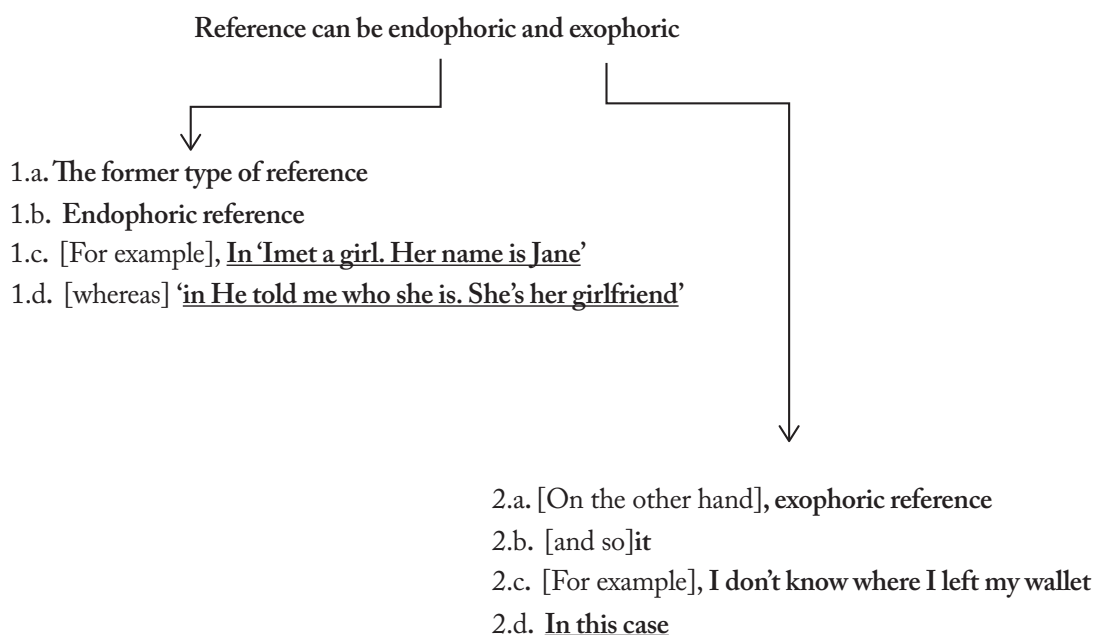 Reference can be endophoric and exophoric
1.a. The former type of reference
1.b. Endophoric reference
1.c. [For example], In ‘Imet a girl. Her name is Jane’
1.d. [whereas] ‘in He told me who she is. She’s her girlfriend’
2.a. [On the other hand], exophoric reference
2.b. [and so]it
2.c. [For example], I don’t know where I left my wallet
2.d. In this case